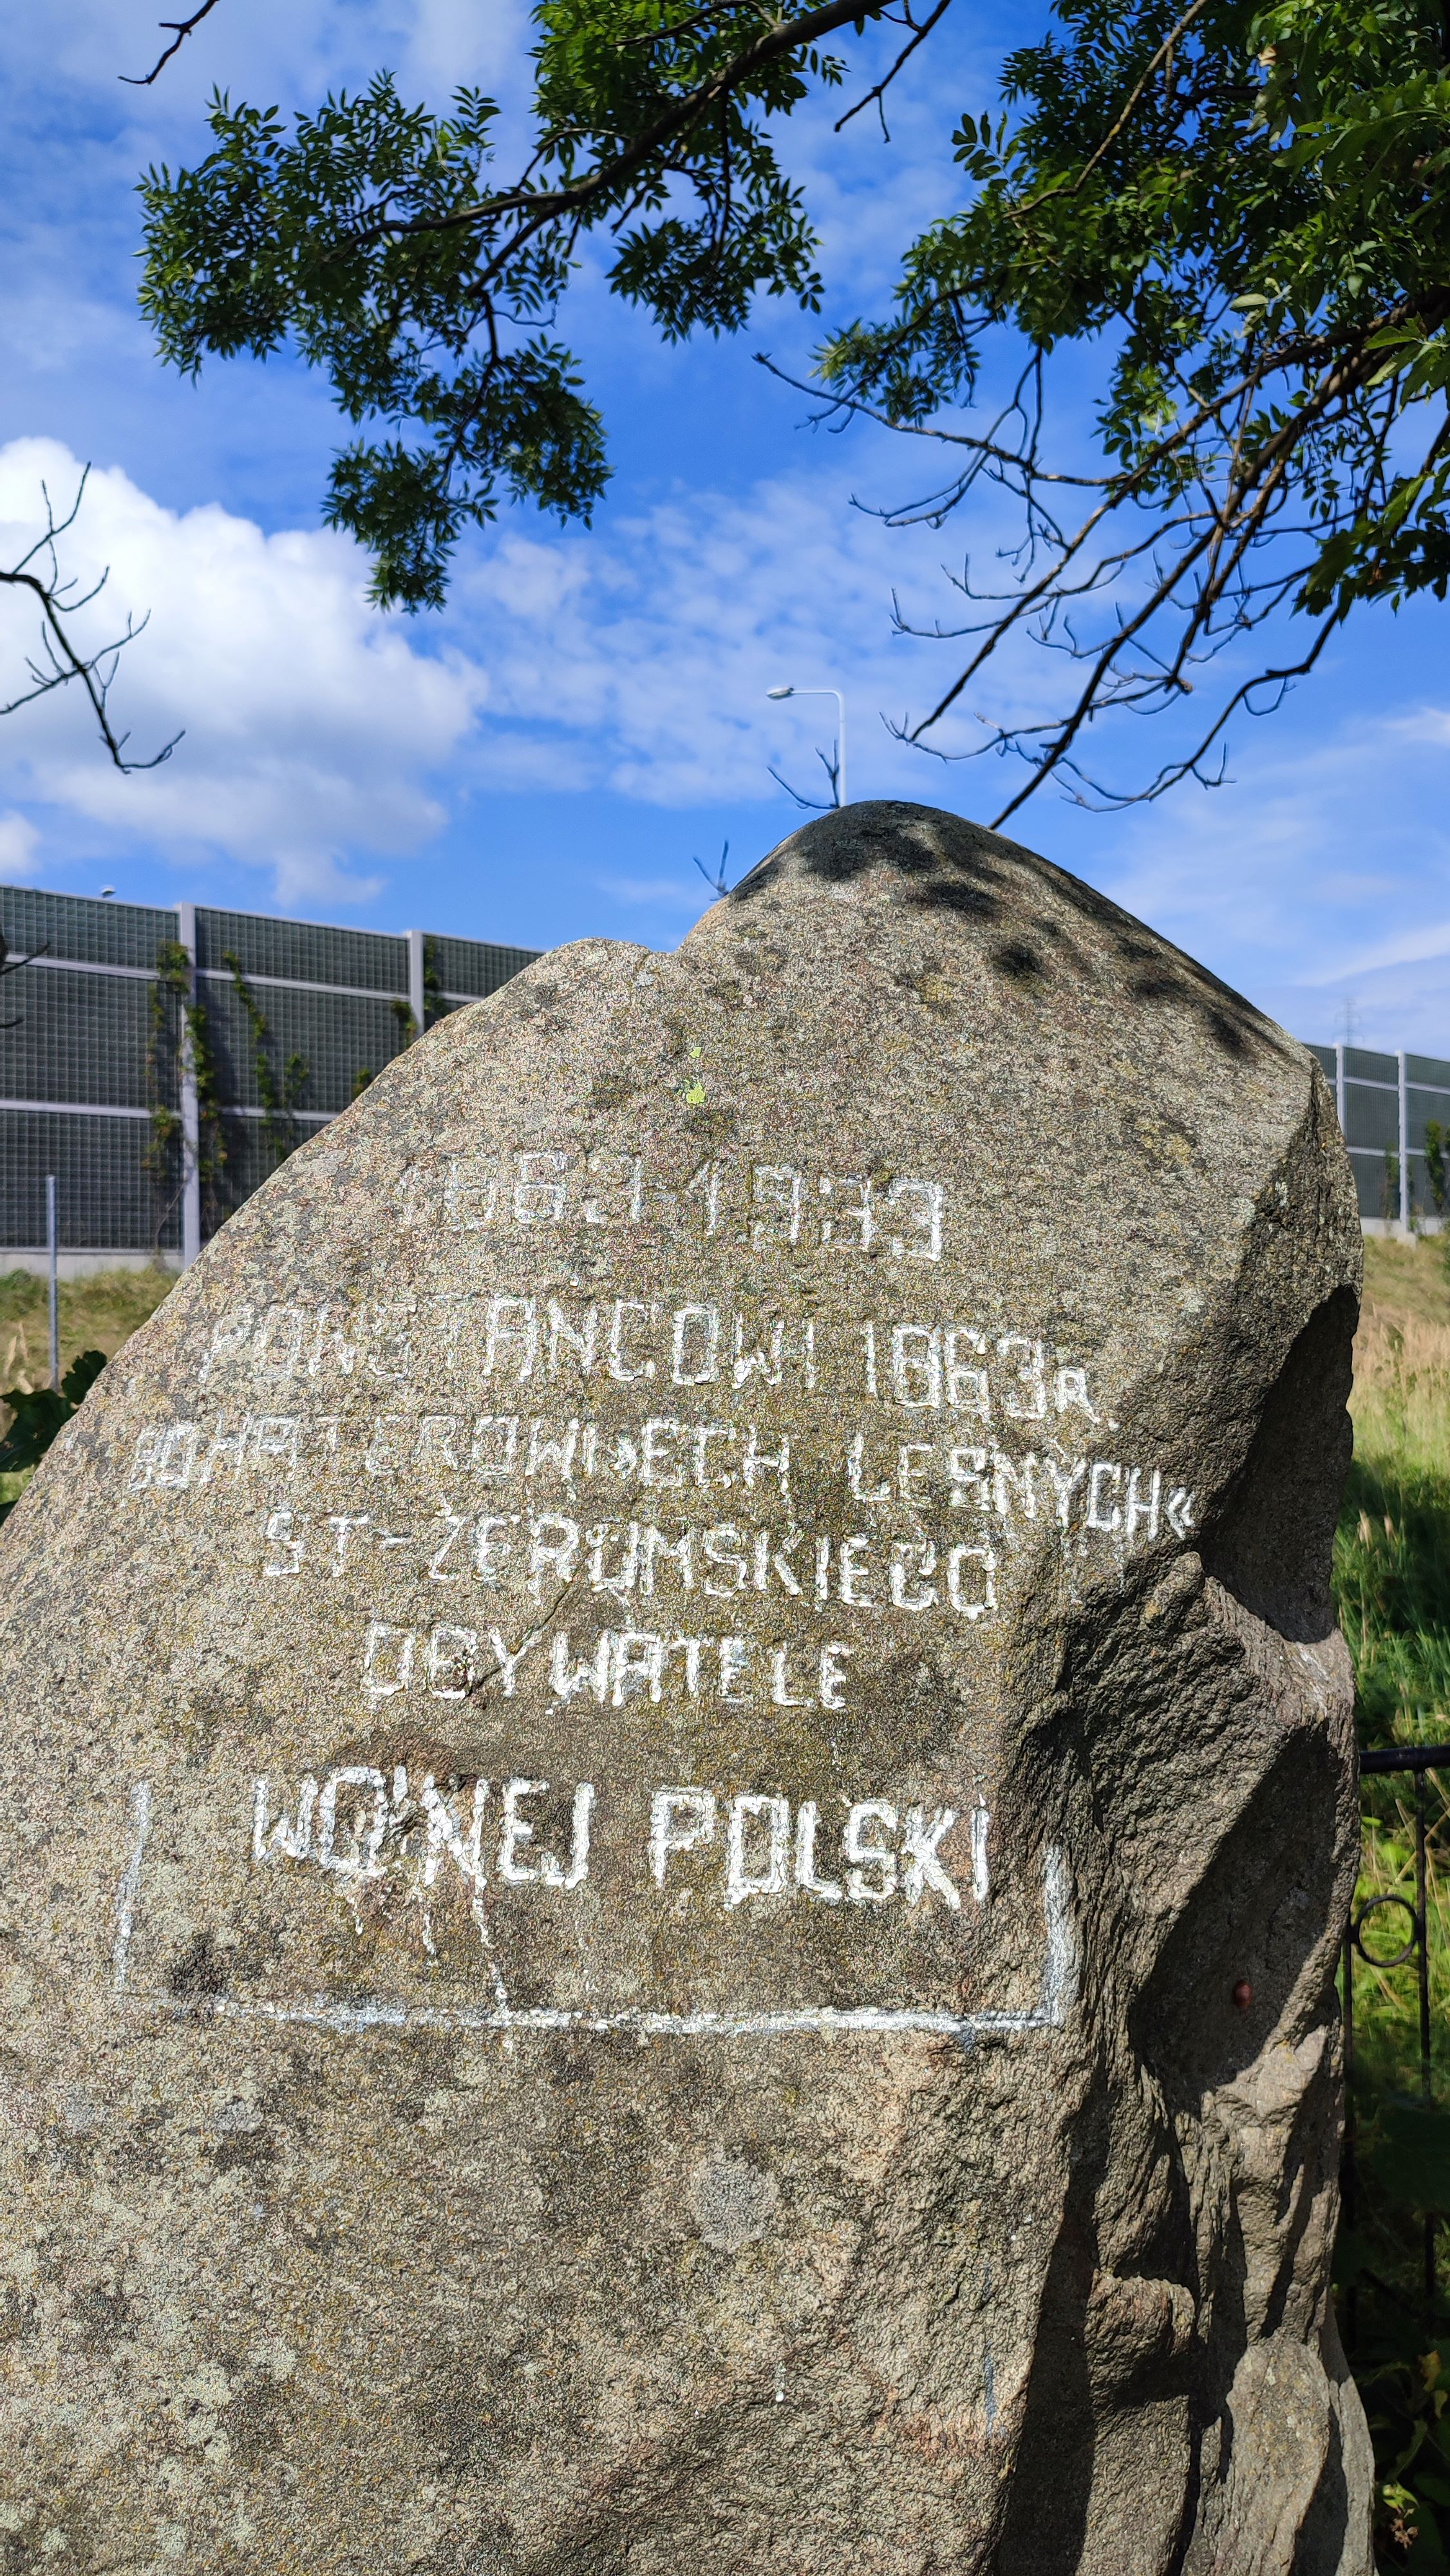 1863-1933
POWSTAŃCOWI 1863R.
BOHATEROWI »ECH LEŚNYCH«
ST-ŻEROMSKIEGO
OBYWATELE
WOLNEJ POLSKI